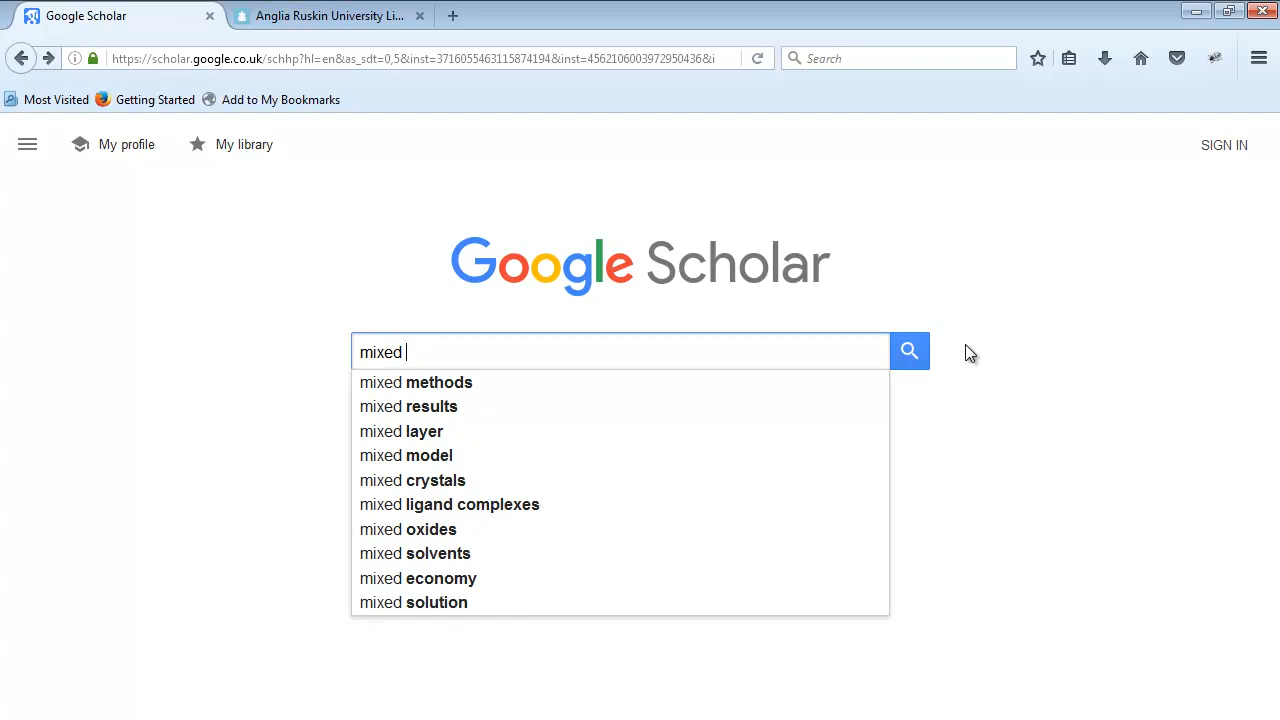 Google Scholar
Anglia Ruskin University Li...
https://scholar.google.co.uk/schhp?hl=en&as_sdt=0,5&inst=3716055463115874194&inst=4562106003972950436&i
Search
Most Visited Getting Started Add to My Bookmarks
My profile My library SIGN IN
Google Scholar
mixed
mixed methods
mixed results
mixed layer
mixed model
mixed crystals
mixed ligand complexes
mixed oxides
mixed solvents
mixed economy
mixed solution